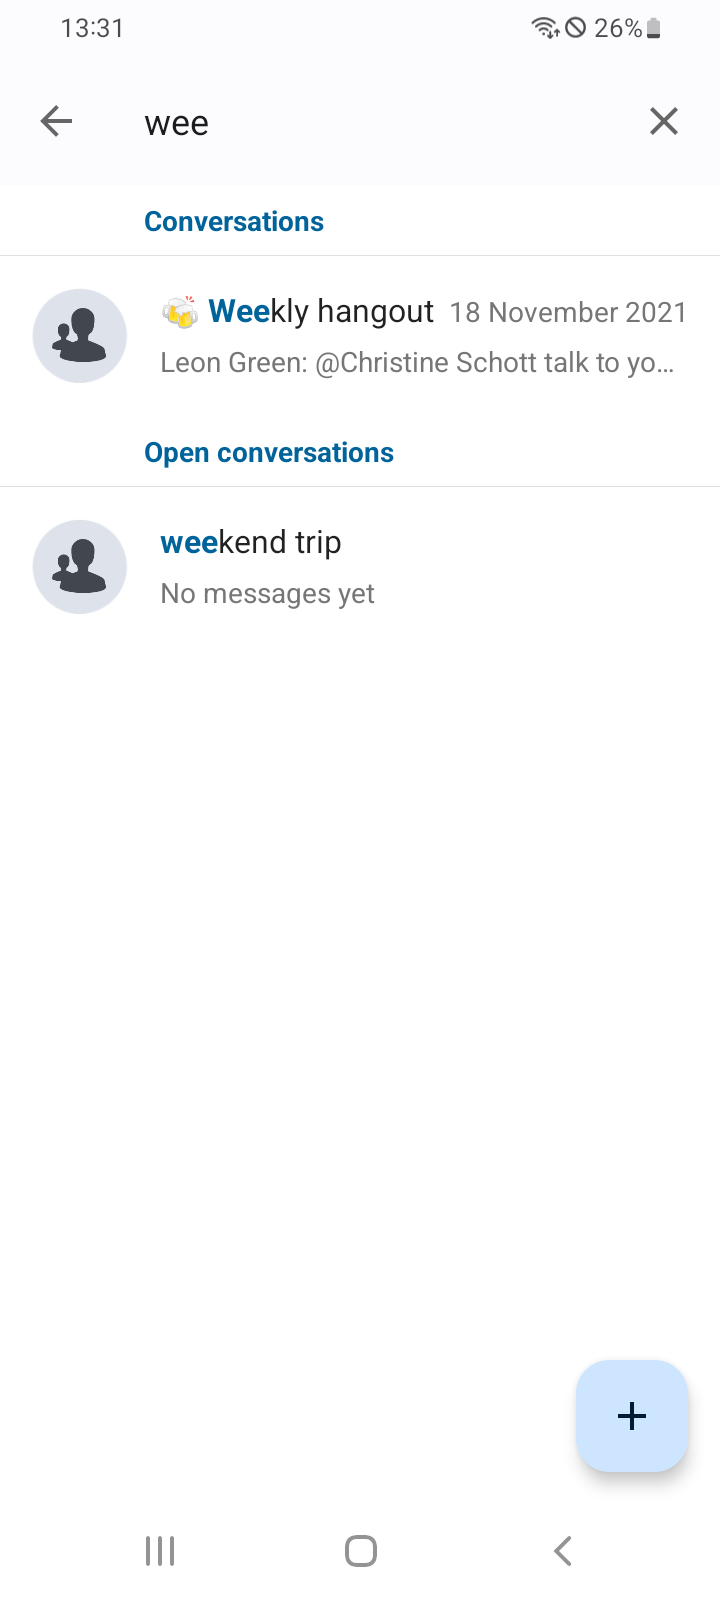 13:31 26%
wee
Conversations
🍻 Weekly hangout 18 November 2021
Leon Green: @Christine Schott talk to yo...
Open conversations
weekend trip
No messages yet